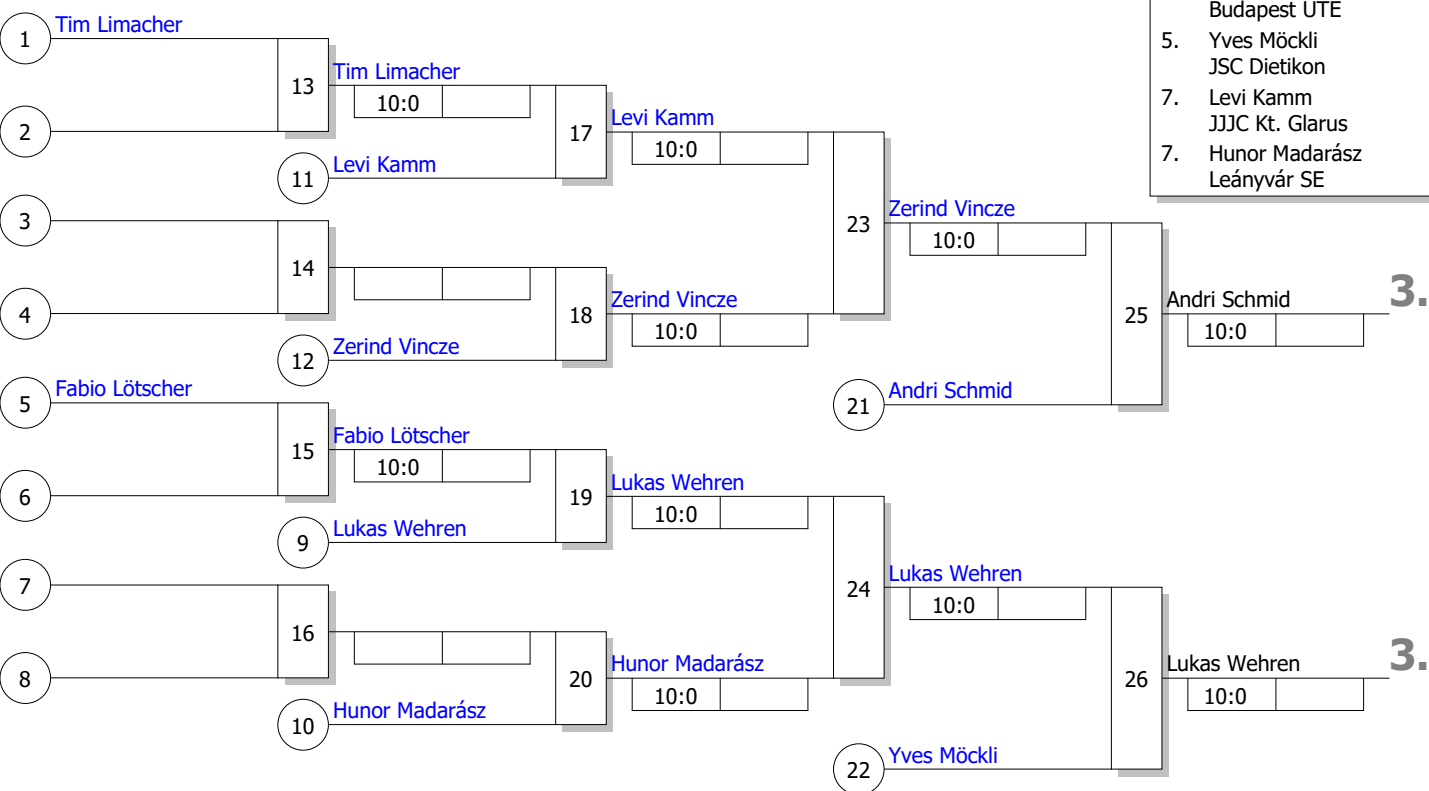 Budapest UTE
5. Yves Möckli
JSC Dietikon
7. Levi Kamm
JJJC Kt. Glarus
7. Hunor Madarász
Leányvár SE
1 Tim Limacher
2
13 Tim Limacher
10:0
11 Levi Kamm
17 Levi Kamm
10:0
3
4
14
12 Zerind Vincze
18 Zerind Vincze
10:0
23 Zerind Vincze
10:0
21 Andri Schmid
25 Andri Schmid 3.
10:0
5 Fabio Lötscher
6
15 Fabio Lötscher
10:0
9 Lukas Wehren
19 Lukas Wehren
10:0
7
8
16
10 Hunor Madarász
20 Hunor Madarász
10:0
24 Lukas Wehren
10:0
22 Yves Möckli
26 Lukas Wehren 3.
10:0